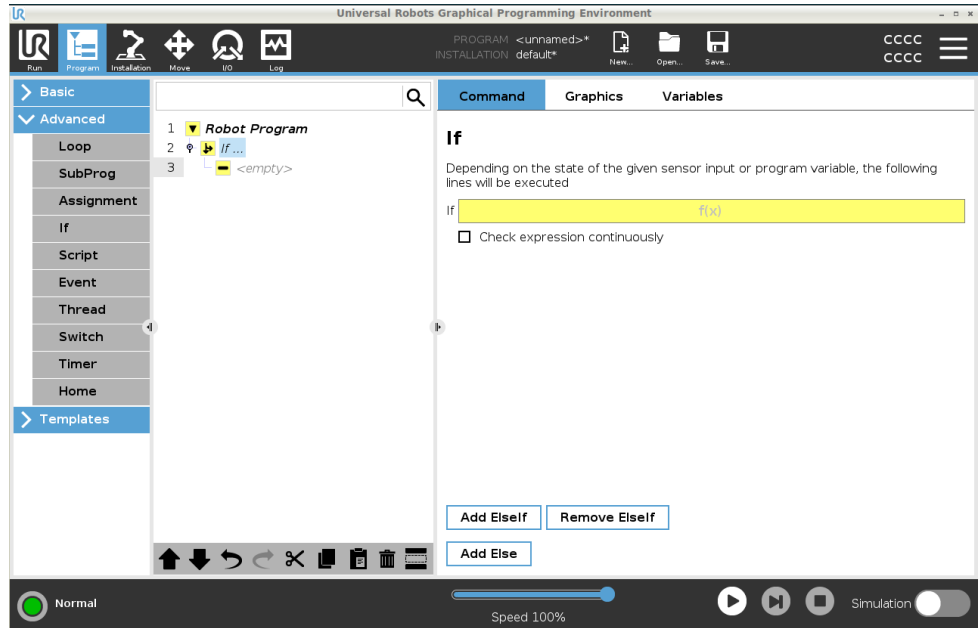 Universal Robots Graphical Programming Environment
UR
Run
Program
Installation
Move
I/O
Log
PROGRAM <unnamed>*
INSTALLATION default*
New...
Open...
Save...
CCCC
CCCC
Basic
Advanced
Loop
SubProg
Assignment
If
Script
Event
Thread
Switch
Timer
Home
Templates
1 Robot Program
2 If ...
3 <empty>
Command Graphics Variables
If
Depending on the state of the given sensor input or program variable, the following
lines will be executed
If f(x)
Check expression continuously
Add ElseIf Remove ElseIf
Add Else
Normal
Speed 100%
Simulation